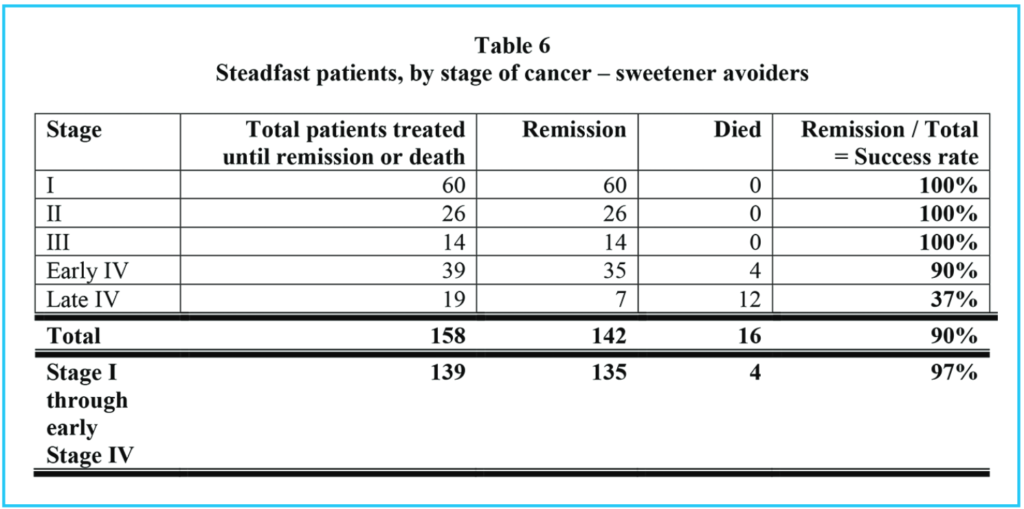 Table 6
Steadfast patients, by stage of cancer – sweetener avoiders
Stage Total patients treated until remission or death Remission Died Remission / Total = Success rate
I 60 60 0 100%
II 26 26 0 100%
III 14 14 0 100%
Early IV 39 35 4 90%
Late IV 19 7 12 37%
Total 158 142 16 90%
Stage I through early Stage IV 139 135 4 97%